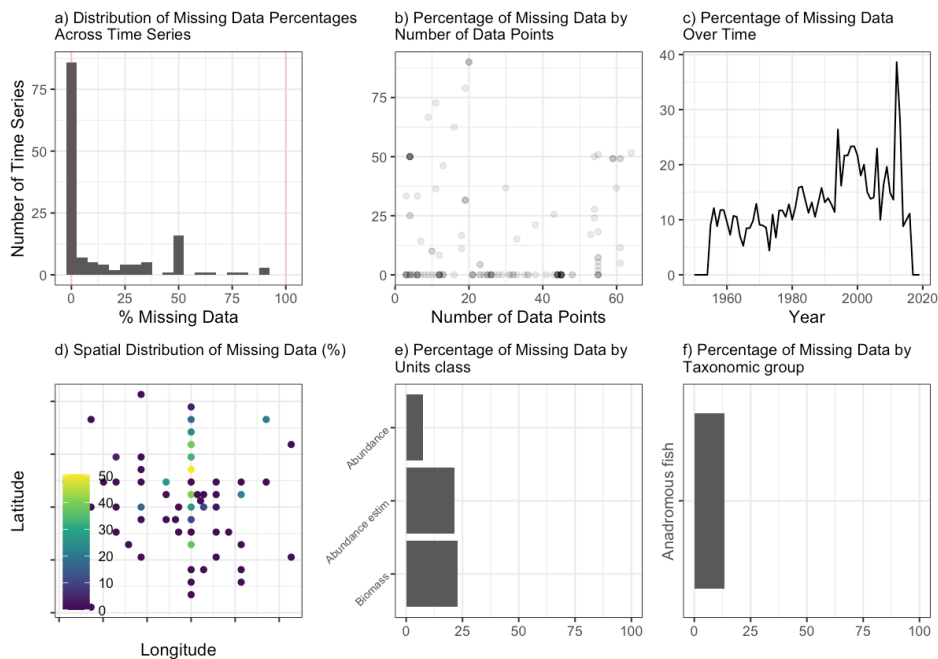 a) Distribution of Missing Data Percentages
Across Time Series
Number of Time Series
75
50
25
0
0
25
50
75
100
% Missing Data
b) Percentage of Missing Data by
Number of Data Points
75
50
25
0
0
20
40
60
Number of Data Points
c) Percentage of Missing Data
Over Time
40
30
20
10
0
1960
1980
2000
2020
Year
d) Spatial Distribution of Missing Data (%)
Latitude
50
40
30
20
10
0
Longitude
e) Percentage of Missing Data by
Units class
Abundance
Abundance estim
Biomass
0
25
50
75
100
f) Percentage of Missing Data by
Taxonomic group
Anadromous fish
0
25
50
75
100